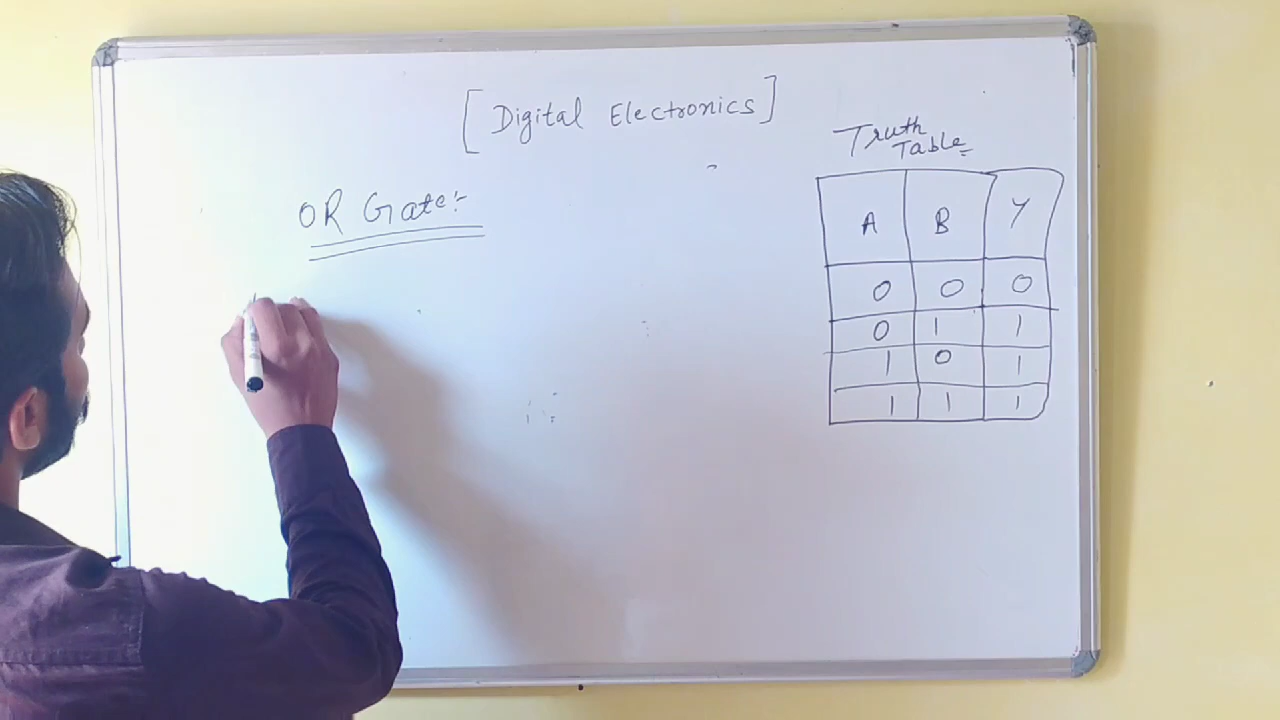 [Digital Electronics]
OR Gate:-
Truth
Table
A B Y
0 0 0
0 1 1
1 0 1
1 1 1